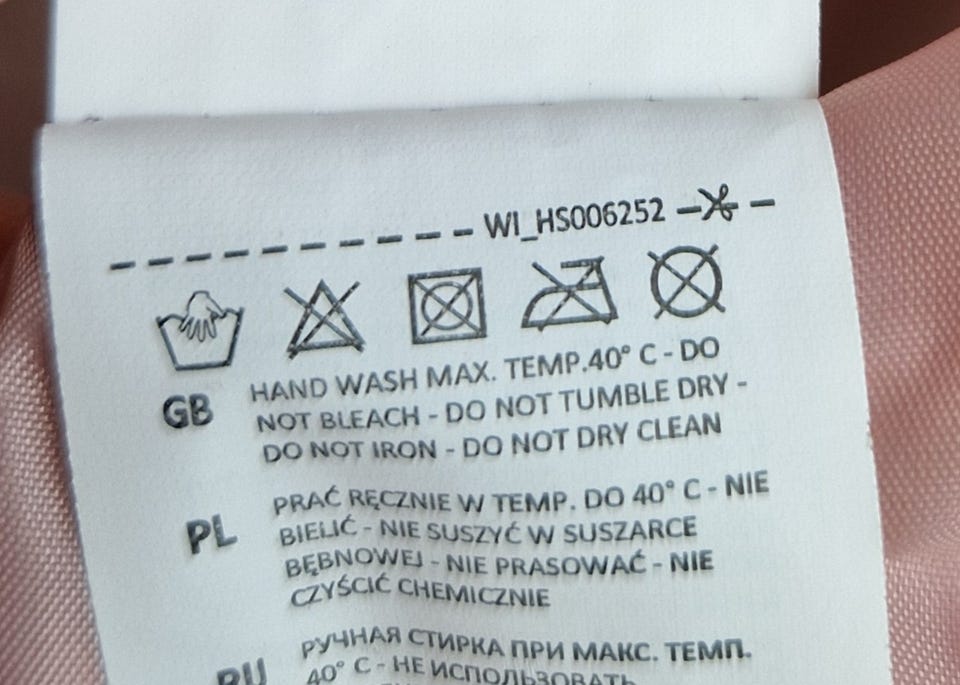 WI_HS006252
GB HAND WASH MAX. TEMP.40° C - DO
NOT BLEACH - DO NOT TUMBLE DRY -
DO NOT IRON - DO NOT DRY CLEAN
PL PRAĆ RĘCZNIE W TEMP. DO 40° C - NIE
BIELIĆ - NIE SUSZYĆ W SUSZARCE
BĘBNOWEJ - NIE PRASOWAĆ - NIE
CZYŚCIĆ CHEMICZNIE
RU РУЧНАЯ СТИРКА ПРИ МАКС. ТЕМП.
40° C - НЕ ИСПОЛЬЗОВАТЬ